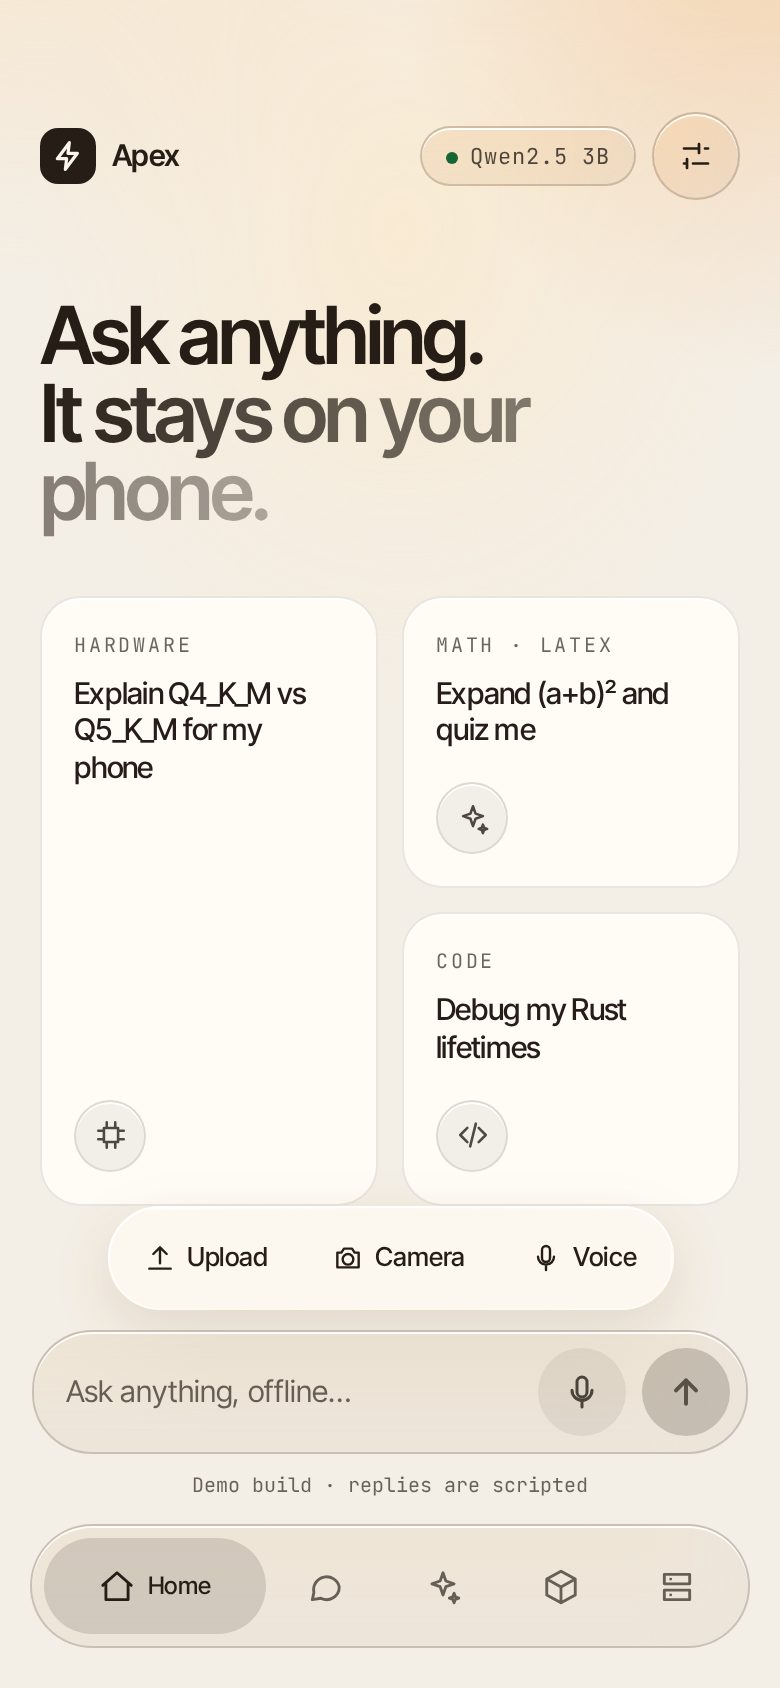 Apex
Qwen2.5 3B
Ask anything.
It stays on your
phone.
HARDWARE
Explain Q4_K_M vs
Q5_K_M for my
phone
MATH · LATEX
Expand (a+b)² and
quiz me
CODE
Debug my Rust
lifetimes
Upload
Camera
Voice
Ask anything, offline...
Demo build · replies are scripted
Home